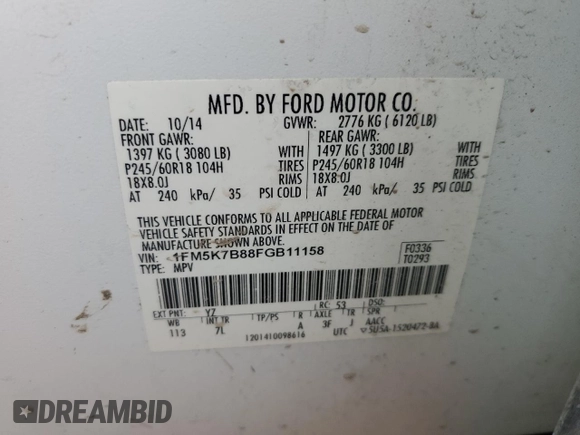 MFD. BY FORD MOTOR CO.
DATE: 10/14 GVWR: 2776 KG ( 6120 LB)
FRONT GAWR: REAR GAWR:
1397 KG ( 3080 LB) WITH 1497 KG ( 3300 LB) WITH
P245/60R18 104H TIRES P245/60R18 104H TIRES
18X8.0J RIMS 18X8.0J RIMS
AT 240 kPa/ 35 PSI COLD AT 240 kPa/ 35 PSI COLD
THIS VEHICLE CONFORMS TO ALL APPLICABLE FEDERAL MOTOR
VEHICLE SAFETY STANDARDS IN EFFECT ON THE DATE OF
MANUFACTURE SHOWN ABOVE.
VIN: 1FM5K7B88FGB11158 F0336
TYPE: MPV T0293
EXT PNT: YZ RC: 53 DSO:
WB INT TR TP/PS R AXLE TR SPR
113 7L A 3F J AACC
1201410098616 UTC 5U5A-1520472-BA
DREAMBID